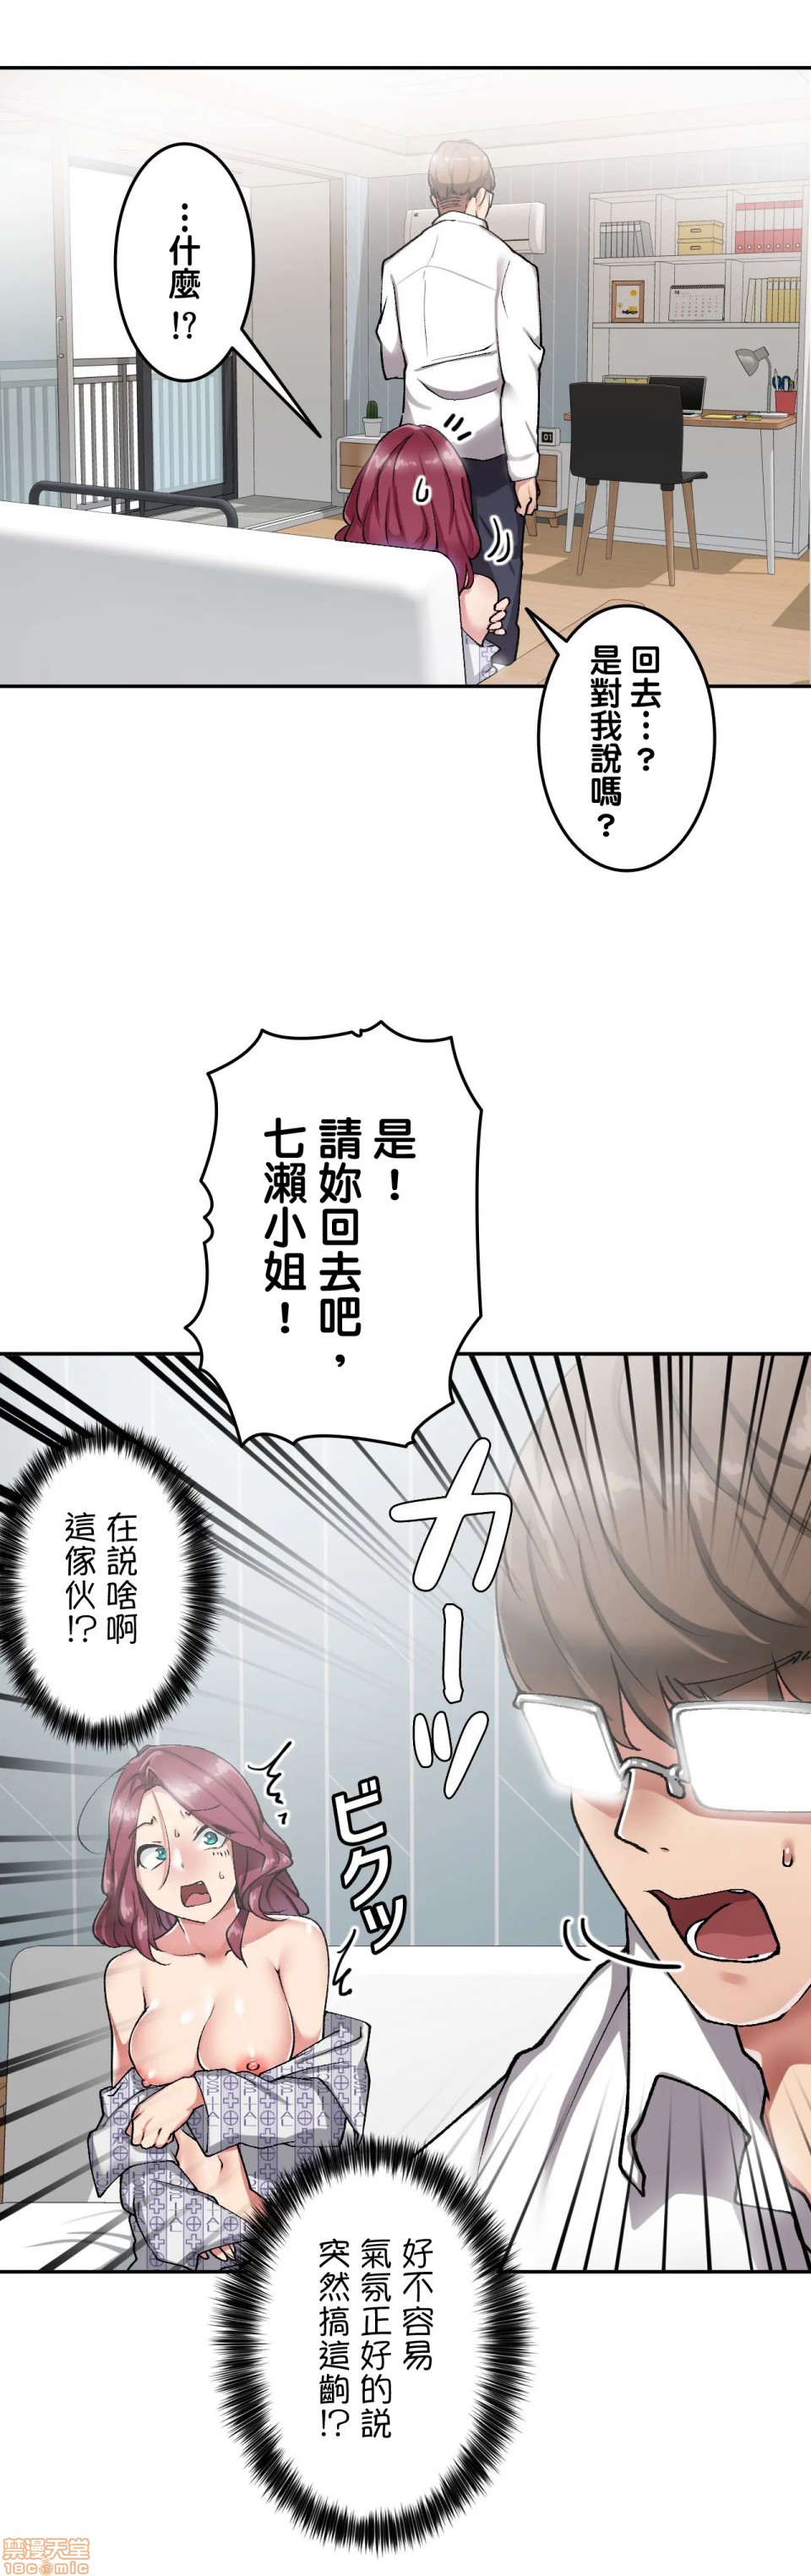 …什麼!?
回去…?
是對我說嗎?
是!
請妳回去吧,
七瀨小姐!
カーッ
在説啥啊
這傢伙!?
ビクッ
好不容易
氣氛正好的說
突然搞這齣!?
禁漫天堂
18comic